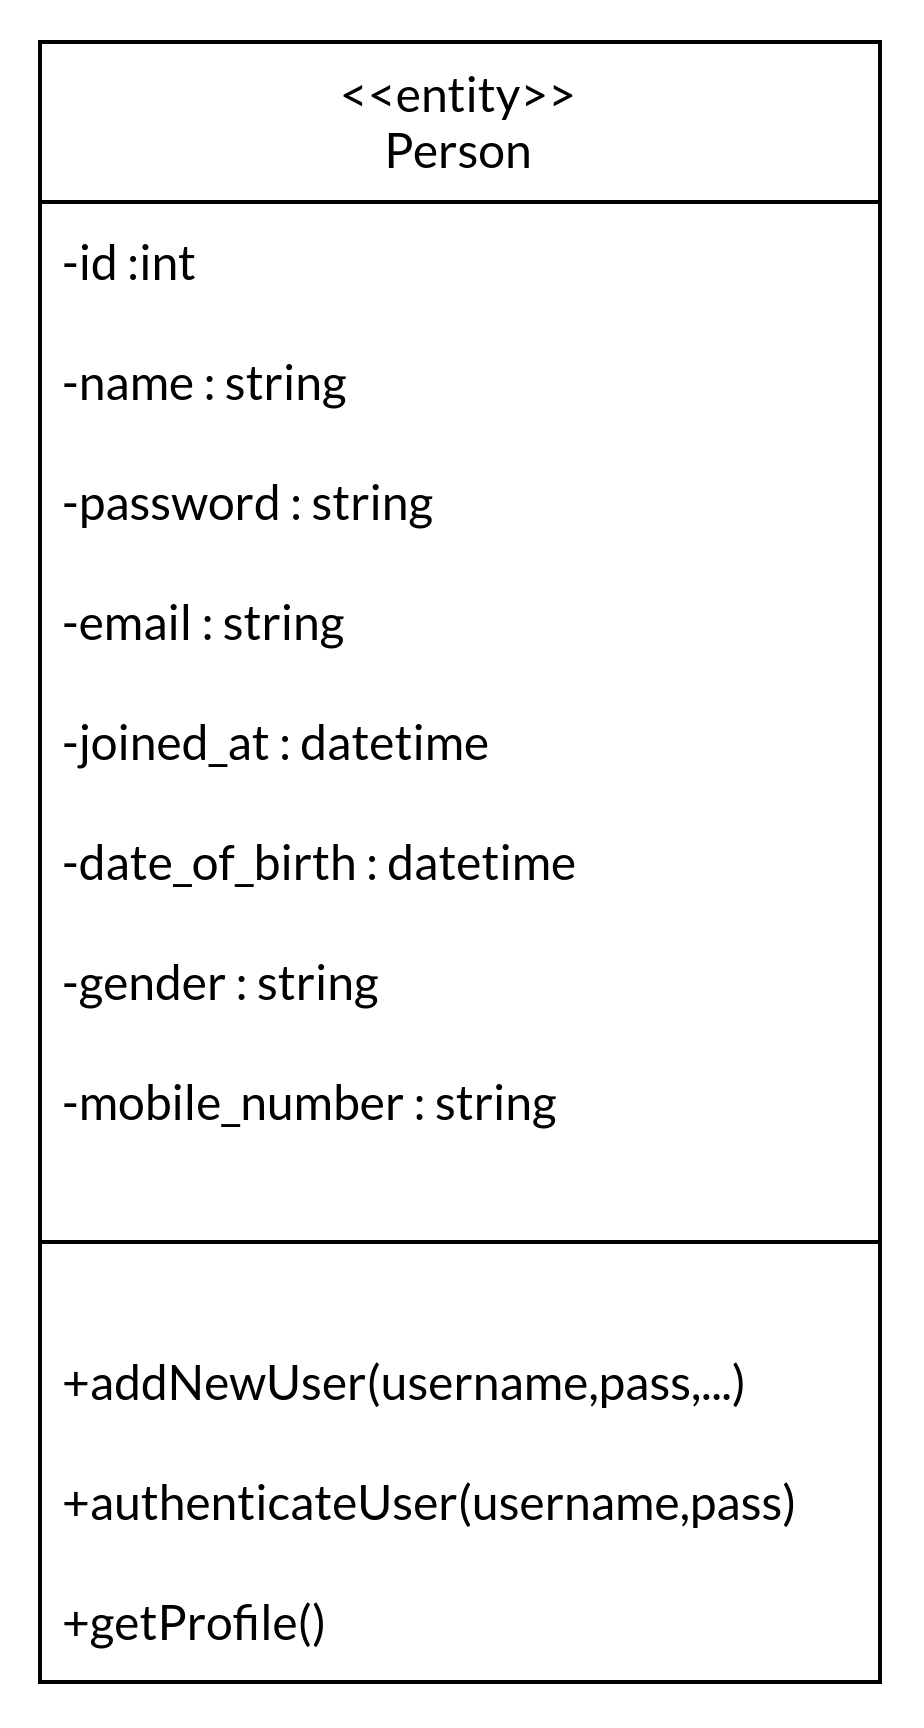 <<entity>>
Person
-id :int
-name : string
-password : string
-email : string
-joined_at : datetime
-date_of_birth : datetime
-gender : string
-mobile_number : string
+addNewUser(username,pass,...)
+authenticateUser(username,pass)
+getProfile()